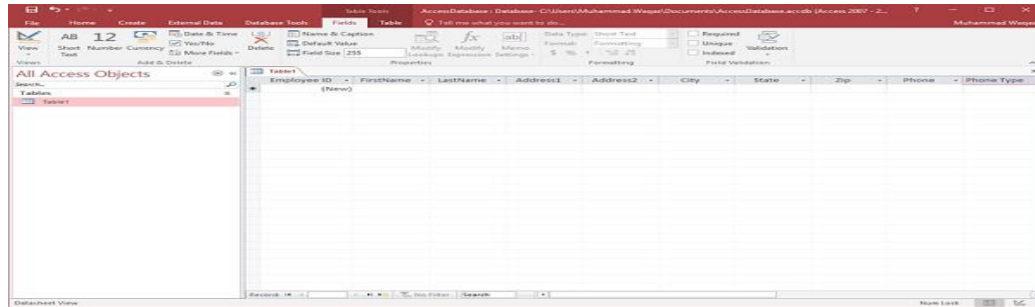 Table Tools AccessDatabase : Database- C:\Users\Muhammad Waqas\Documents\AccessDatabase.accdb (Access 2007 - 2... ?
File Home Create External Data Database Tools Fields Table Tell me what you want to do... Muhammad Waqas
AB 12 Date & Time Name & Caption fx ab| Data Type: Short Text Required
View Short Text Number Currency Yes/No Delete Default Value Modify Lookups Modify Expression Memo Settings Format: Formatting Unique Validation
More Fields Field Size 255 $ % Indexed
Views Add & Delete Properties Formatting Field Validation
All Access Objects Table1
Search... Employee ID FirstName LastName Address1 Address2 City State Zip Phone Phone Type
Tables (New)
Table1
Record: No Filter Search
Datasheet View Num Lock